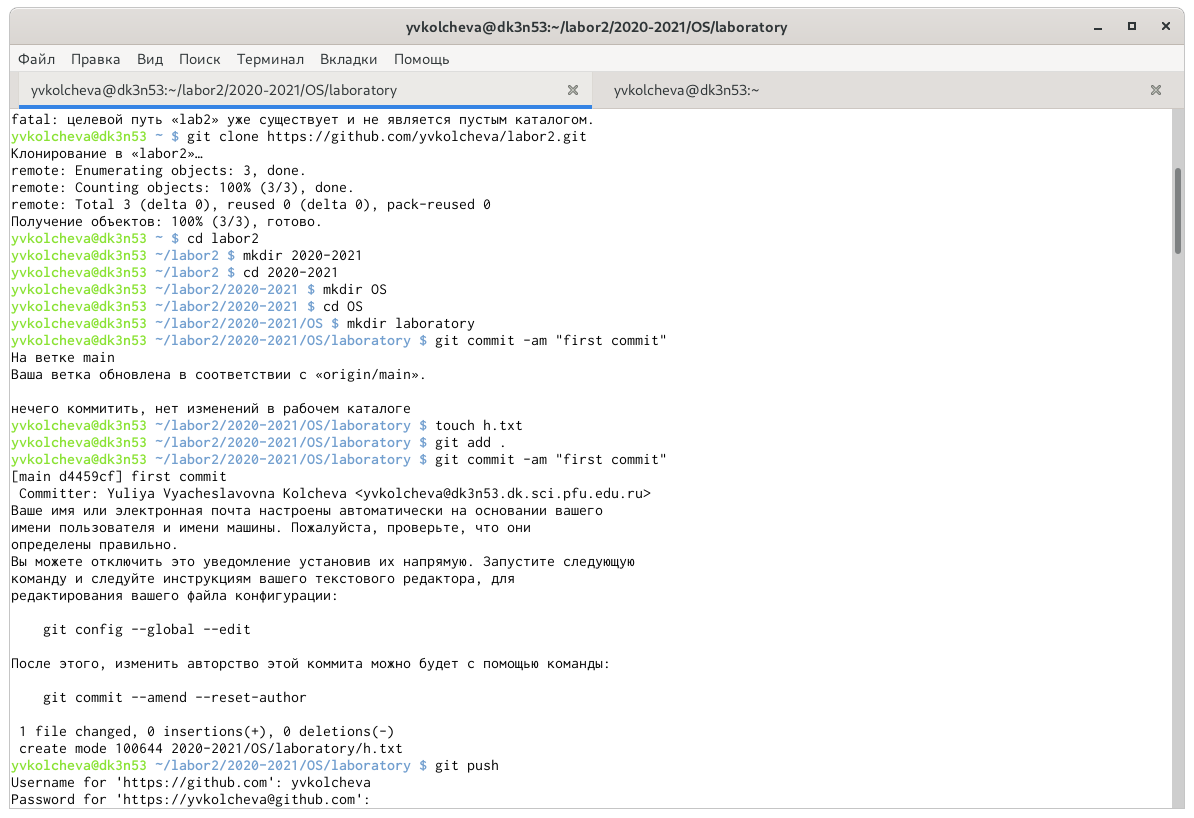 yvkolcheva@dk3n53:~/labor2/2020-2021/OS/laboratory
Файл Правка Вид Поиск Терминал Вкладки Помощь
yvkolcheva@dk3n53:~/labor2/2020-2021/OS/laboratory yvkolcheva@dk3n53:~
fatal: целевой путь «lab2» уже существует и не является пустым каталогом.
yvkolcheva@dk3n53 ~ $ git clone https://github.com/yvkolcheva/labor2.git
Клонирование в «labor2»…
remote: Enumerating objects: 3, done.
remote: Counting objects: 100% (3/3), done.
remote: Total 3 (delta 0), reused 0 (delta 0), pack-reused 0
Получение объектов: 100% (3/3), готово.
yvkolcheva@dk3n53 ~ $ cd labor2
yvkolcheva@dk3n53 ~/labor2 $ mkdir 2020-2021
yvkolcheva@dk3n53 ~/labor2 $ cd 2020-2021
yvkolcheva@dk3n53 ~/labor2/2020-2021 $ mkdir OS
yvkolcheva@dk3n53 ~/labor2/2020-2021 $ cd OS
yvkolcheva@dk3n53 ~/labor2/2020-2021/OS $ mkdir laboratory
yvkolcheva@dk3n53 ~/labor2/2020-2021/OS/laboratory $ git commit -am "first commit"
На ветке main
Ваша ветка обновлена в соответствии с «origin/main».
нечего коммитить, нет изменений в рабочем каталоге
yvkolcheva@dk3n53 ~/labor2/2020-2021/OS/laboratory $ touch h.txt
yvkolcheva@dk3n53 ~/labor2/2020-2021/OS/laboratory $ git add .
yvkolcheva@dk3n53 ~/labor2/2020-2021/OS/laboratory $ git commit -am "first commit"
[main d4459cf] first commit
Committer: Yuliya Vyacheslavovna Kolcheva <yvkolcheva@dk3n53.dk.sci.pfu.edu.ru>
Ваше имя или электронная почта настроены автоматически на основании вашего
имени пользователя и имени машины. Пожалуйста, проверьте, что они
определены правильно.
Вы можете отключить это уведомление установив их напрямую. Запустите следующую
команду и следуйте инструкциям вашего текстового редактора, для
редактирования вашего файла конфигурации:
git config --global --edit
После этого, изменить авторство этой коммита можно будет с помощью команды:
git commit --amend --reset-author
1 file changed, 0 insertions(+), 0 deletions(-)
create mode 100644 2020-2021/OS/laboratory/h.txt
yvkolcheva@dk3n53 ~/labor2/2020-2021/OS/laboratory $ git push
Username for 'https://github.com': yvkolcheva
Password for 'https://yvkolcheva@github.com':